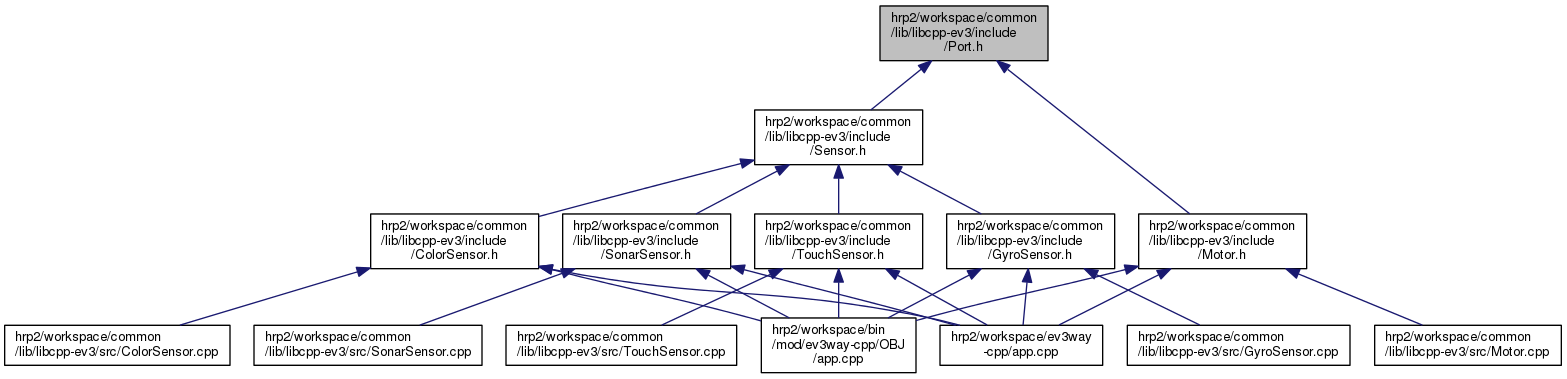 hrp2/workspace/common
/lib/libcpp-ev3/include
/Port.h
hrp2/workspace/common
/lib/libcpp-ev3/include
/Sensor.h
hrp2/workspace/common
/lib/libcpp-ev3/include
/ColorSensor.h
hrp2/workspace/common
/lib/libcpp-ev3/include
/SonarSensor.h
hrp2/workspace/common
/lib/libcpp-ev3/include
/TouchSensor.h
hrp2/workspace/common
/lib/libcpp-ev3/include
/GyroSensor.h
hrp2/workspace/common
/lib/libcpp-ev3/include
/Motor.h
hrp2/workspace/common
/lib/libcpp-ev3/src/ColorSensor.cpp
hrp2/workspace/common
/lib/libcpp-ev3/src/SonarSensor.cpp
hrp2/workspace/common
/lib/libcpp-ev3/src/TouchSensor.cpp
hrp2/workspace/bin
/mod/ev3way-cpp/OBJ
/app.cpp
hrp2/workspace/ev3way
-cpp/app.cpp
hrp2/workspace/common
/lib/libcpp-ev3/src/GyroSensor.cpp
hrp2/workspace/common
/lib/libcpp-ev3/src/Motor.cpp